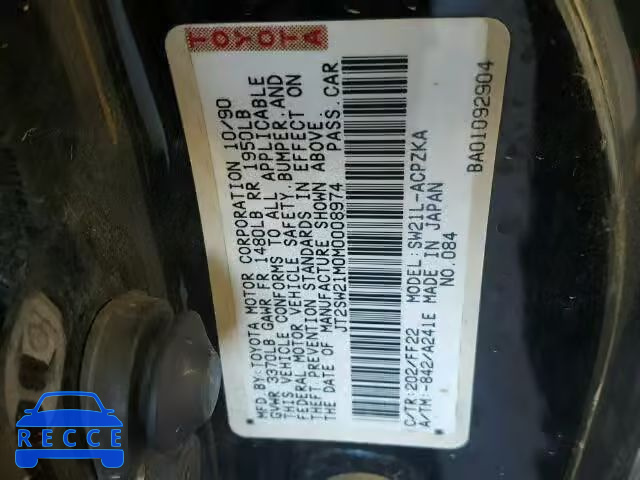 TOYOTA
MFD.BY:TOYOTA MOTOR CORPORATION 10/90
GVWR 3370LB GAWR FR 1480LB RR 1950LB
THIS VEHICLE CONFORMS TO ALL APPLICABLE
FEDERAL MOTOR VEHICLE SAFETY,BUMPER,AND
THEFT PREVENTION STANDARDS IN EFFECT ON
THE DATE OF MANUFACTURE SHOWN ABOVE.
JT2SW21M0M0008974 PASS.CAR
C/TR:202/FF22 MODEL:SW21L-ACPZKA
A/TM:-842/A241E MADE IN JAPAN
NO.084
BA01092904
RECCE